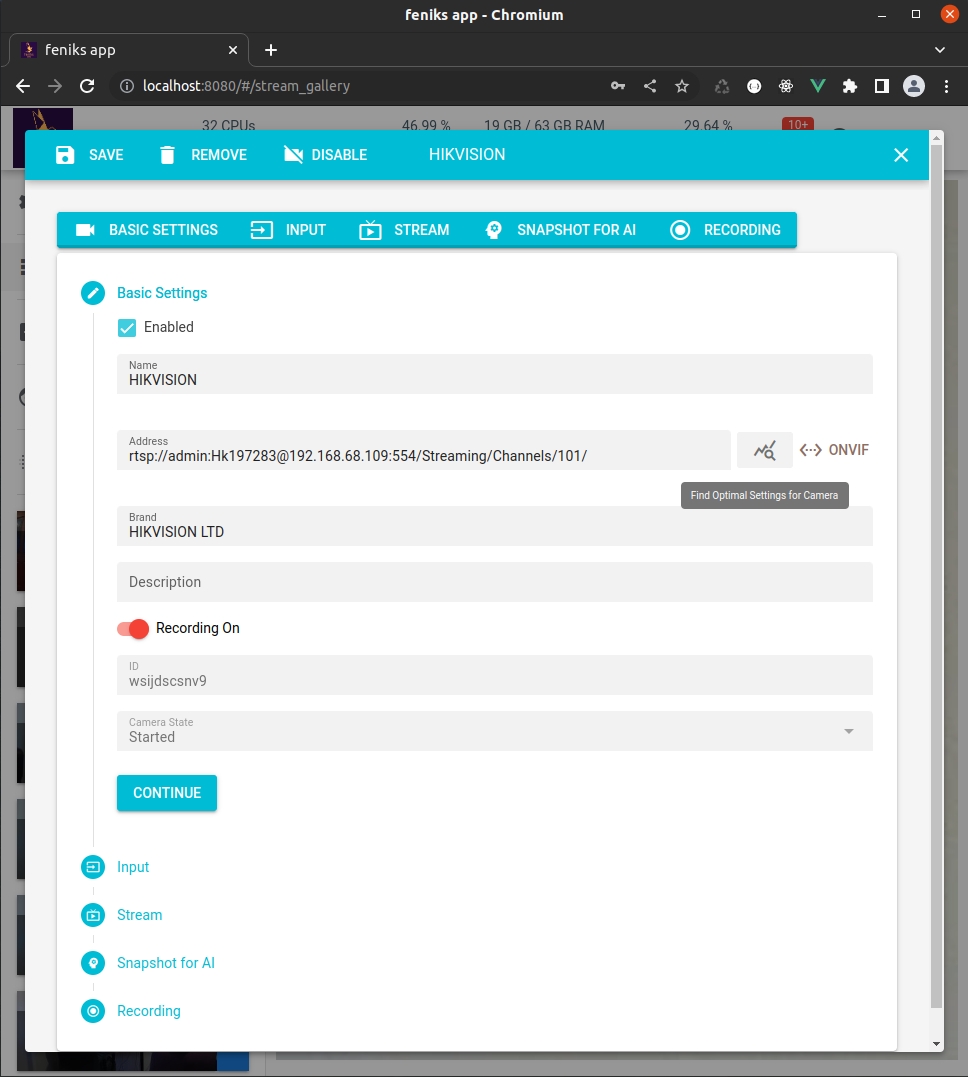 feniks app - Chromium
feniks app
localhost:8080/#/stream_gallery
32 CPUs 46.99 % 19 GB / 63 GB RAM 29.64 % 10+
SAVE REMOVE DISABLE HIKVISION
BASIC SETTINGS INPUT STREAM SNAPSHOT FOR AI RECORDING
Basic Settings
Enabled
Name
HIKVISION
Address
rtsp://admin:Hk197283@192.168.68.109:554/Streaming/Channels/101/
ONVIF
Find Optimal Settings for Camera
Brand
HIKVISION LTD
Description
Recording On
ID
wsijdscsnv9
Camera State
Started
CONTINUE
Input
Stream
Snapshot for AI
Recording